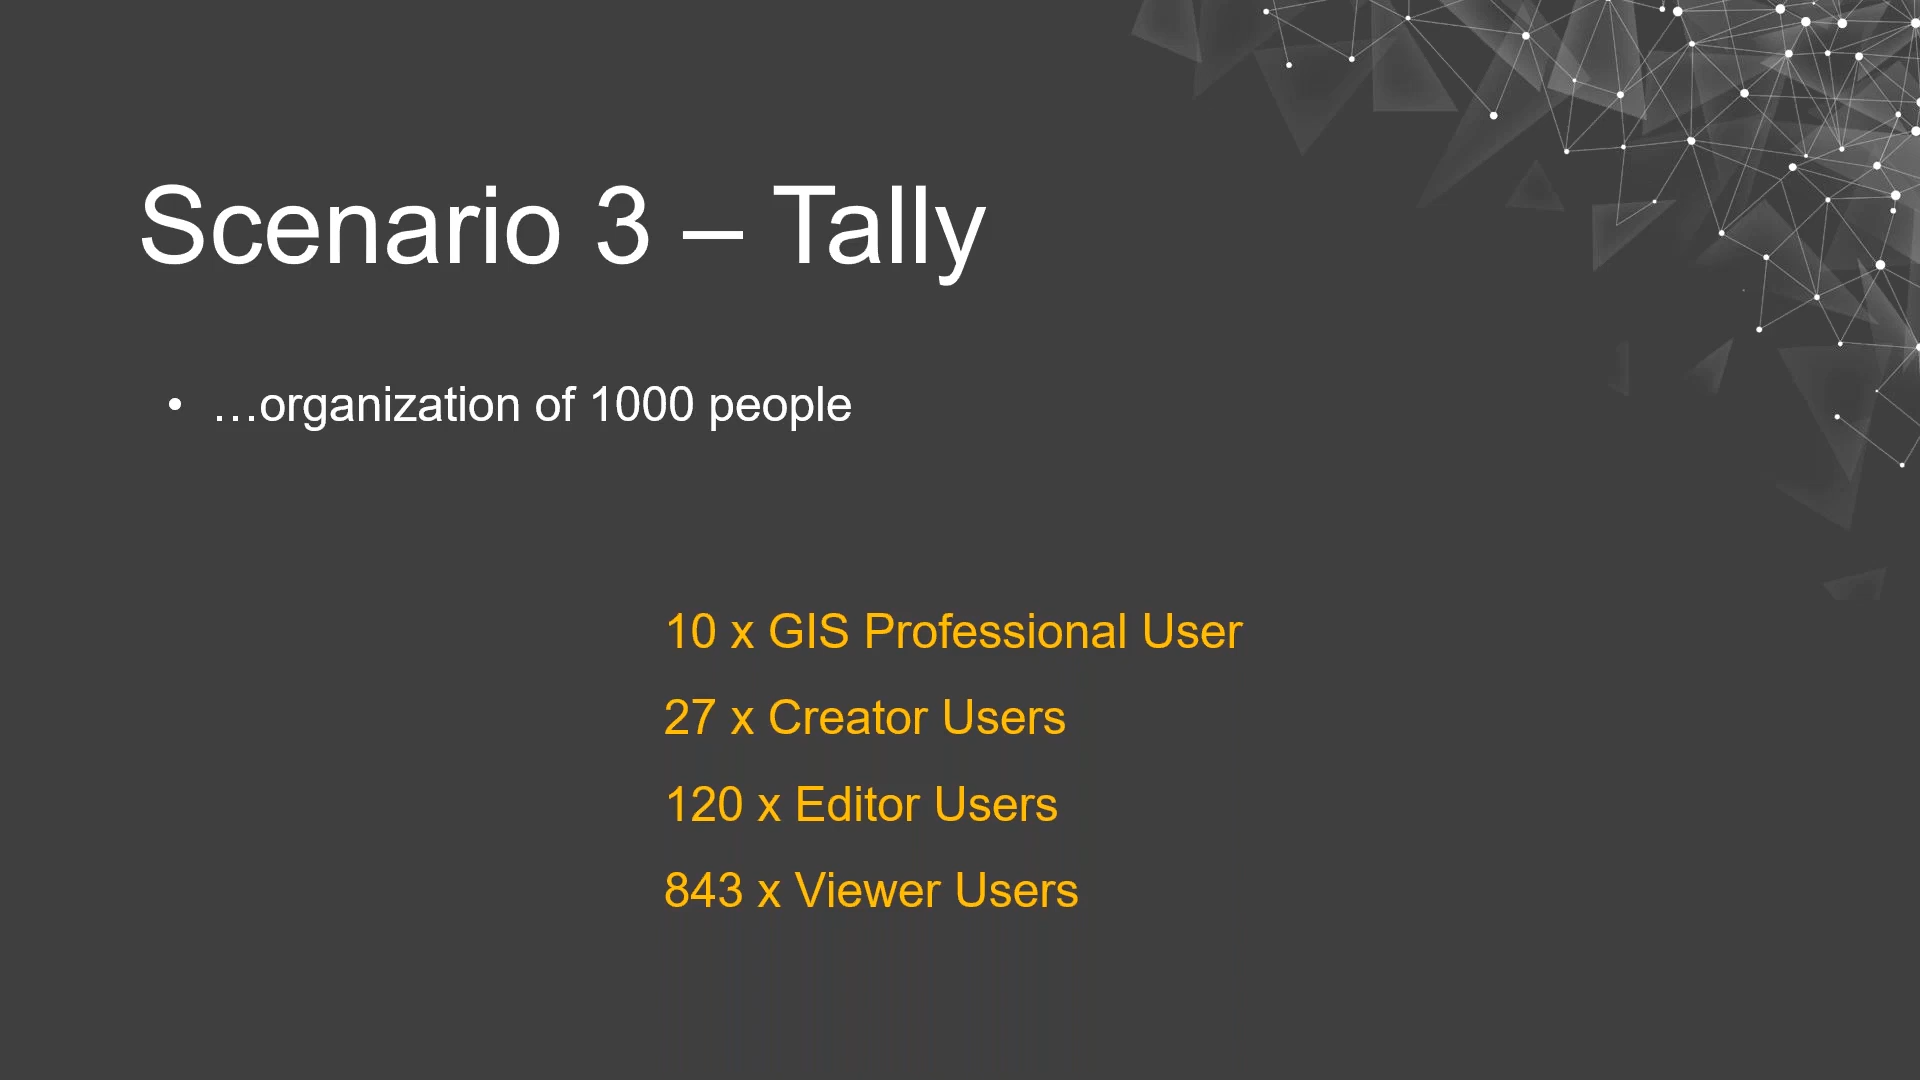 Scenario 3 – Tally
• …organization of 1000 people
10 x GIS Professional User
27 x Creator Users
120 x Editor Users
843 x Viewer Users